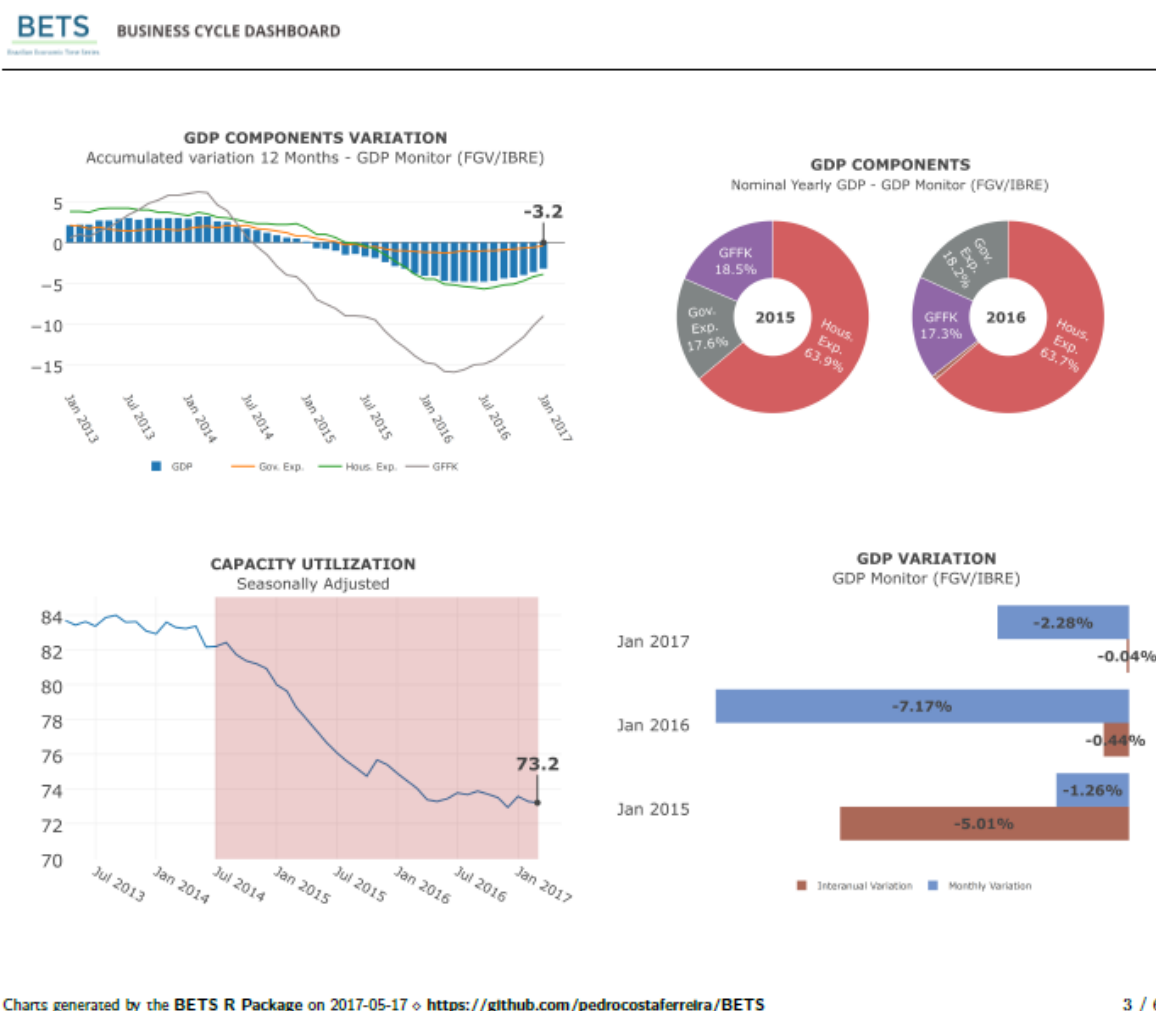 BETS
Brazilian Economic Time Series
BUSINESS CYCLE DASHBOARD
GDP COMPONENTS VARIATION
Accumulated variation 12 Months - GDP Monitor (FGV/IBRE)
5
0
−5
−10
−15
-3.2
Jan 2013
Jul 2013
Jan 2014
Jul 2014
Jan 2015
Jul 2015
Jan 2016
Jul 2016
Jan 2017
GDP
Gov. Exp.
Hous. Exp.
GFFK
GDP COMPONENTS
Nominal Yearly GDP - GDP Monitor (FGV/IBRE)
GFFK
18.5%
Gov.
Exp.
17.6%
2015
Hous.
Exp.
63.9%
Gov.
Exp.
18.2%
GFFK
17.3%
2016
Hous.
Exp.
63.7%
CAPACITY UTILIZATION
Seasonally Adjusted
84
82
80
78
76
74
72
70
73.2
Jul 2013
Jan 2014
Jul 2014
Jan 2015
Jul 2015
Jan 2016
Jul 2016
Jan 2017
GDP VARIATION
GDP Monitor (FGV/IBRE)
Jan 2017
-2.28%
-0.04%
Jan 2016
-7.17%
-0.44%
Jan 2015
-1.26%
-5.01%
Interanual Variation
Monthly Variation
Charts generated by the BETS R Package on 2017-05-17 ⋄ https://github.com/pedrocostaferreira/BETS
3 / 6